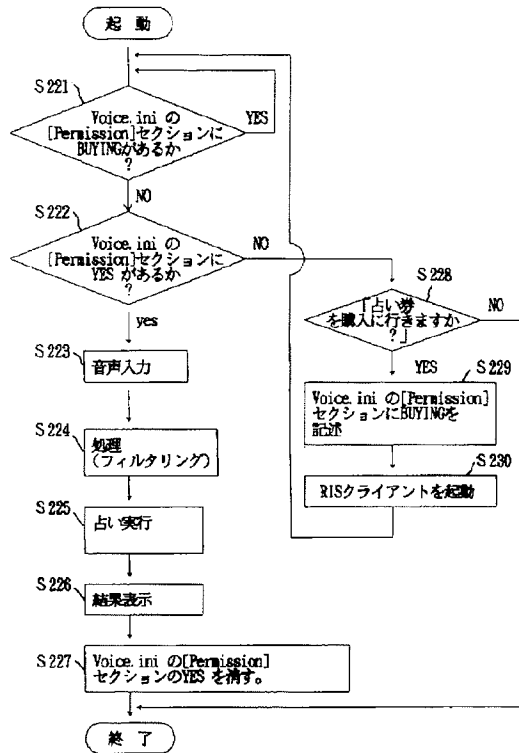 起 動
S221
Voice.ini の
[Permission]セクションに
BUYINGがあるか
?
YES
NO
S222
Voice.ini の
[Permission]セクションに
YES があるか
?
NO
yes
S223
音声入力
S224
処理
(フィルタリング)
S225
占い実行
S226
結果表示
S227
Voice.ini の[Permission]
セクションのYES を消す。
終 了
S228
「占い券
を購入に行きますか
?」
NO
YES
S229
Voice.ini の[Permission]
セクションにBUYINGを
記述
S230
RISクライアントを起動